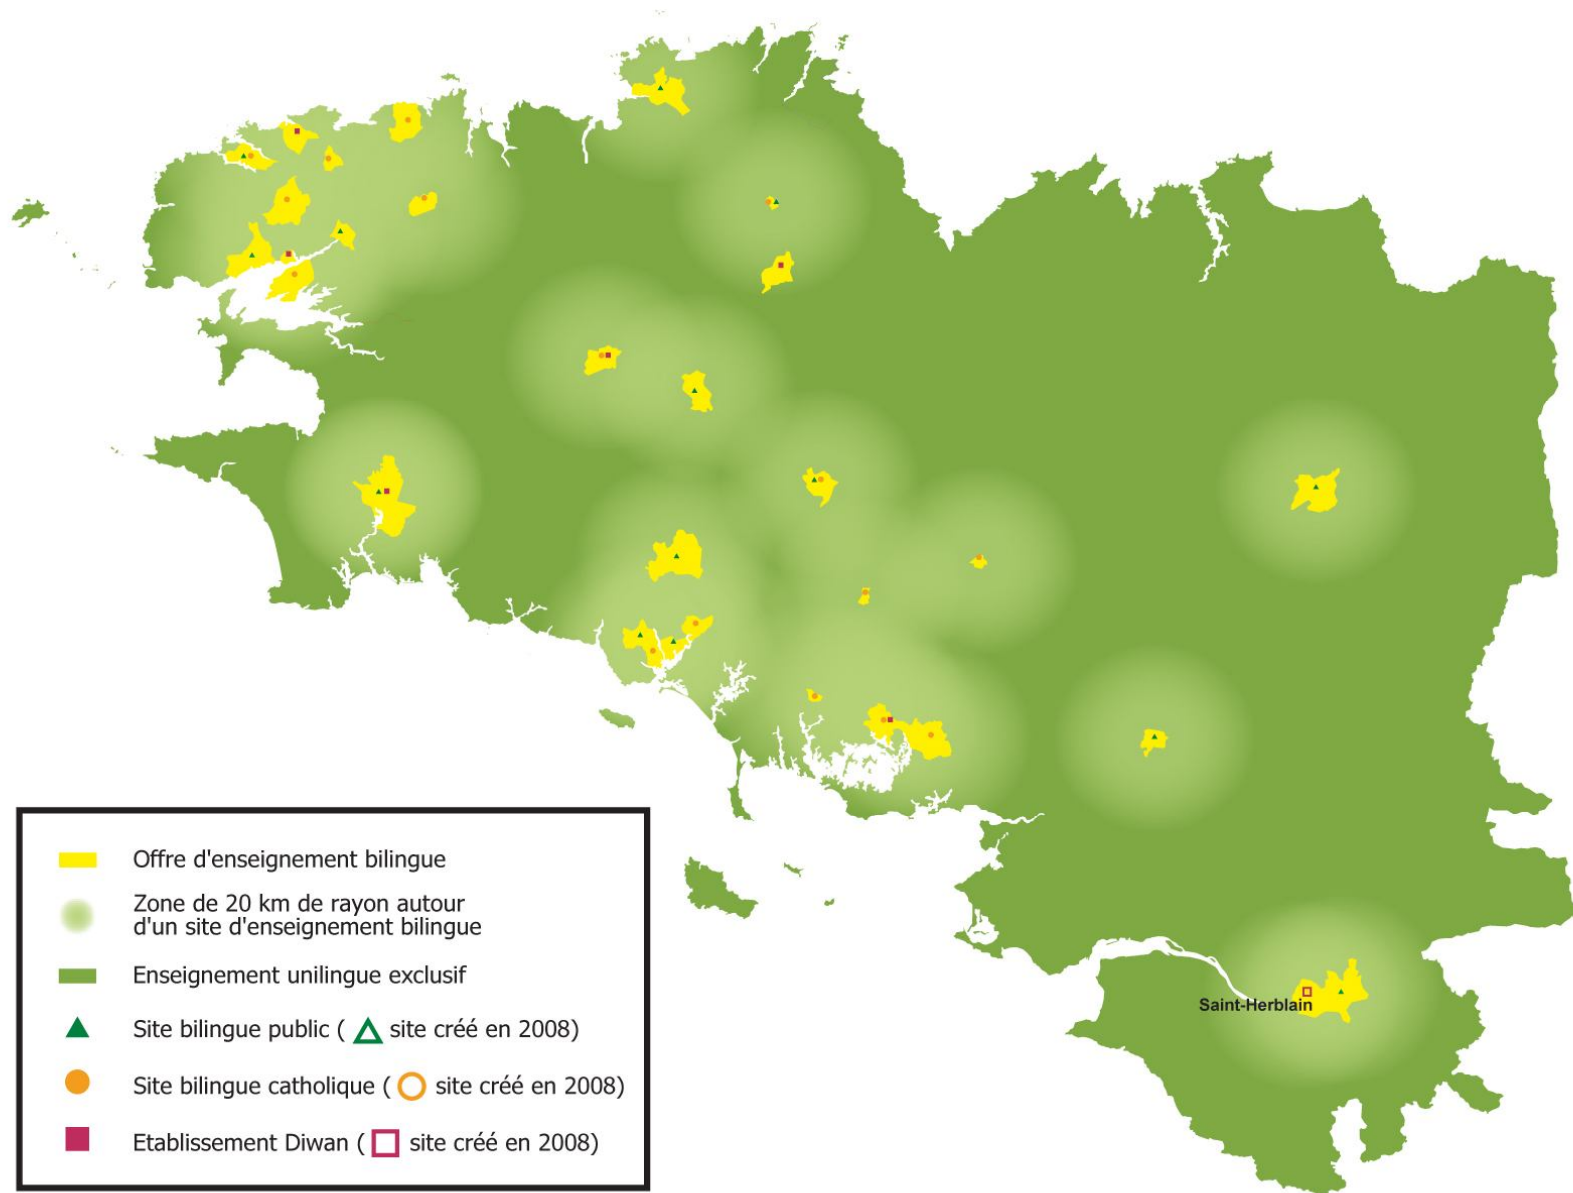 Saint-Herblain
Offre d'enseignement bilingue
Zone de 20 km de rayon autour
d'un site d'enseignement bilingue
Enseignement unilingue exclusif
Site bilingue public ( site créé en 2008)
Site bilingue catholique ( site créé en 2008)
Etablissement Diwan ( site créé en 2008)